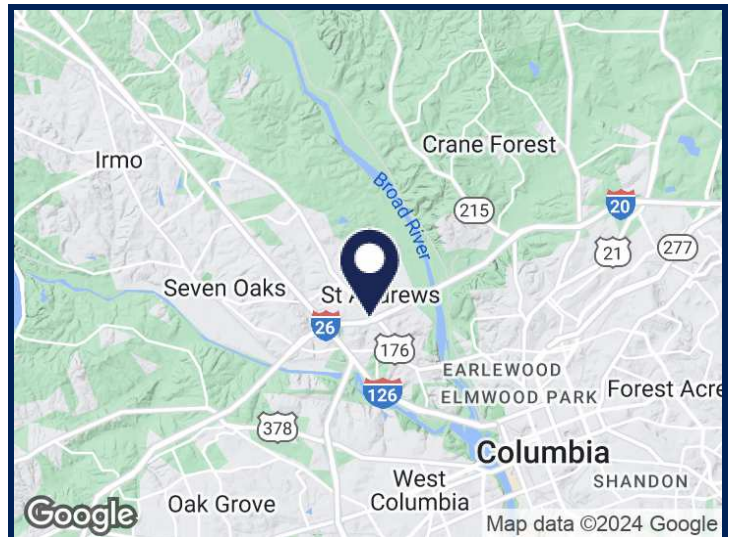 Crane Forest
Irmo
Broad River
215
20
21
277
Seven Oaks
St Andrews
26
176
EARLEWOOD
126
ELMWOOD PARK
Forest Acre
378
Columbia
West
Columbia
SHANDON
Oak Grove
Google
Map data ©2024 Google